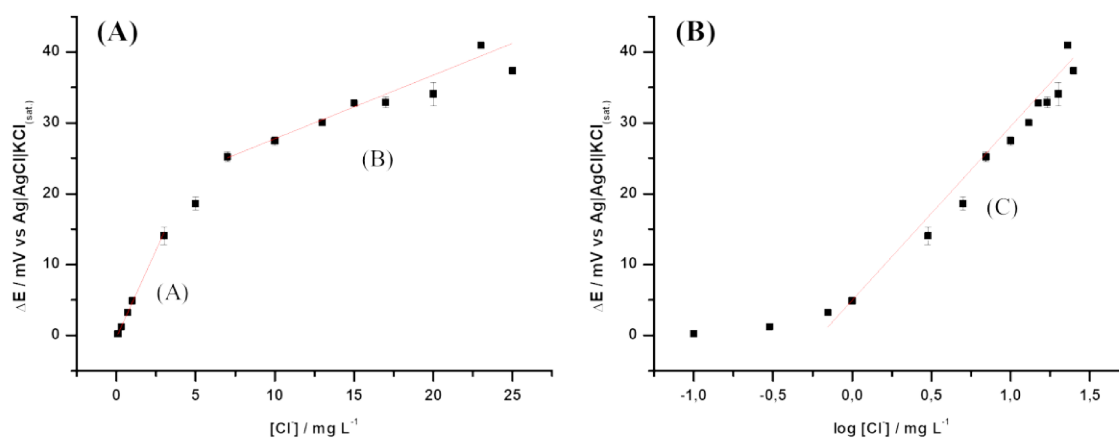 (A)
40
30
20
10
0
ΔE / mV vs Ag|AgCl||KCl(sat.)
(A)
(B)
0 5 10 15 20 25
[Cl-] / mg L-1
(B)
40
30
20
10
0
ΔE / mV vs Ag|AgCl||KCl(sat.)
(C)
-1,0 -0,5 0,0 0,5 1,0 1,5
log [Cl-] / mg L-1